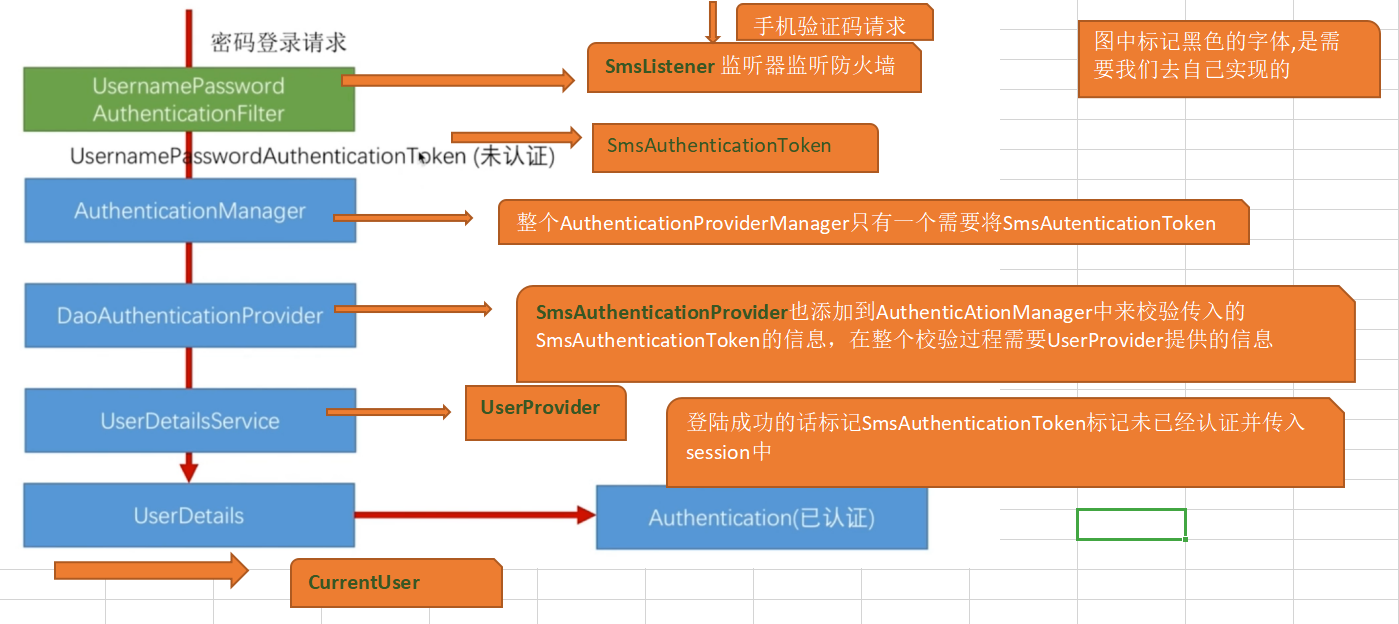 密码登录请求
手机验证码请求
图中标记黑色的字体,是需
要我们去自己实现的
UsernamePassword
AuthenticationFilter
SmsListener 监听器监听防火墙
UsernamePasswordAuthenticationToken (未认证)
SmsAuthenticationToken
AuthenticationManager
整个AuthenticationProviderManager只有一个需要将SmsAutenticationToken
DaoAuthenticationProvider
SmsAuthenticationProvider也添加到AuthenticAtionManager中来校验传入的
SmsAuthenticationToken的信息，在整个校验过程需要UserProvider提供的信息
UserDetailsService
UserProvider
登陆成功的话标记SmsAuthenticationToken标记未已经认证并传入
session中
UserDetails
Authentication(已认证)
CurrentUser